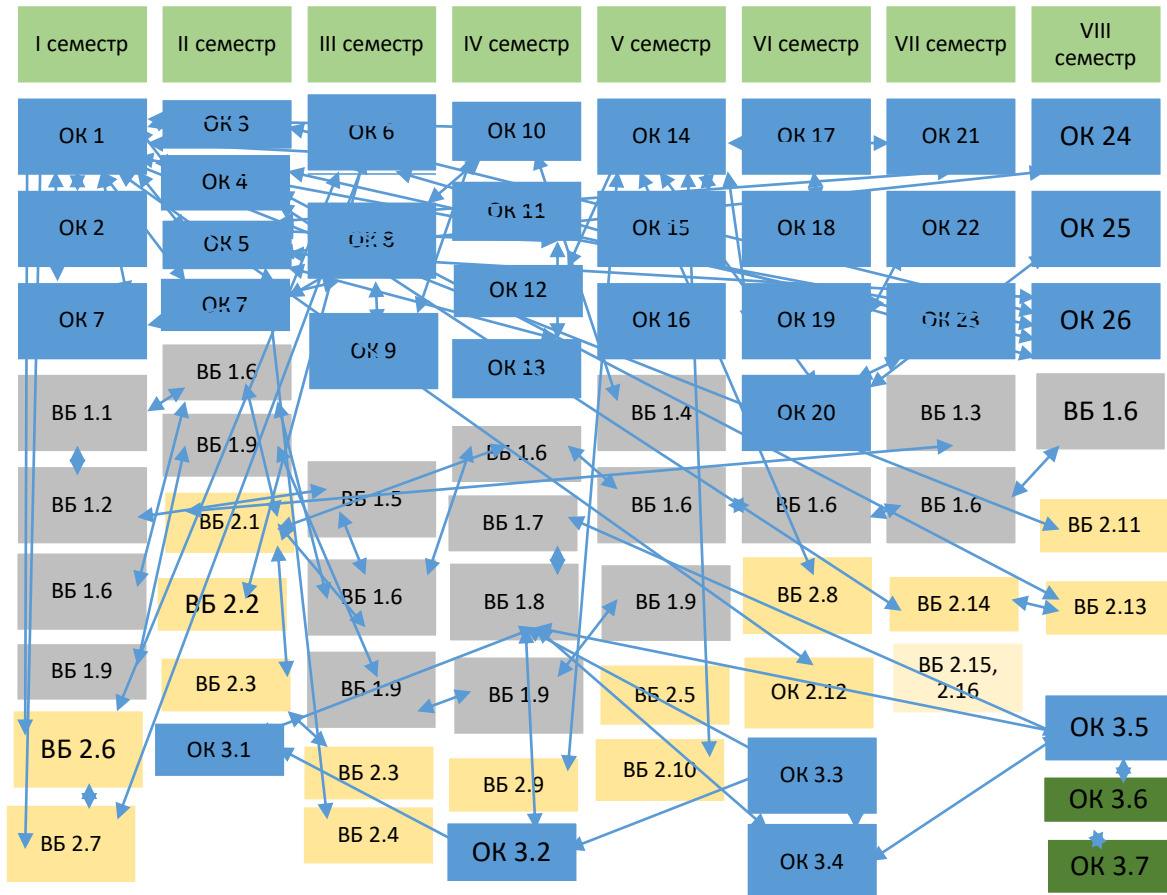 I семестр
II семестр
III семестр
IV семестр
V семестр
VI семестр
VII семестр
VIII
семестр
ОК 1
ОК 2
ОК 7
ВБ 1.1
ВБ 1.2
ВБ 1.6
ВБ 1.9
ВБ 2.6
ВБ 2.7
ОК 3
ОК 4
ОК 5
ОК 7
ВБ 1.6
ВБ 1.9
ВБ 2.1
ВБ 2.2
ВБ 2.3
ОК 3.1
ОК 6
ОК 8
ОК 9
ВБ 1.5
ВБ 1.6
ВБ 1.9
ВБ 2.3
ВБ 2.4
ОК 10
ОК 11
ОК 12
ОК 13
ВБ 1.6
ВБ 1.7
ВБ 1.8
ВБ 1.9
ВБ 2.9
ОК 3.2
ОК 14
ОК 15
ОК 16
ВБ 1.4
ВБ 1.6
ВБ 1.9
ВБ 2.5
ВБ 2.10
ОК 17
ОК 18
ОК 19
ОК 20
ВБ 1.6
ВБ 2.8
ОК 2.12
ОК 3.3
ОК 3.4
ОК 21
ОК 22
ОК 23
ВБ 1.3
ВБ 1.6
ВБ 2.14
ВБ 2.15,
2.16
ОК 24
ОК 25
ОК 26
ВБ 1.6
ВБ 2.11
ВБ 2.13
ОК 3.5
ОК 3.6
ОК 3.7